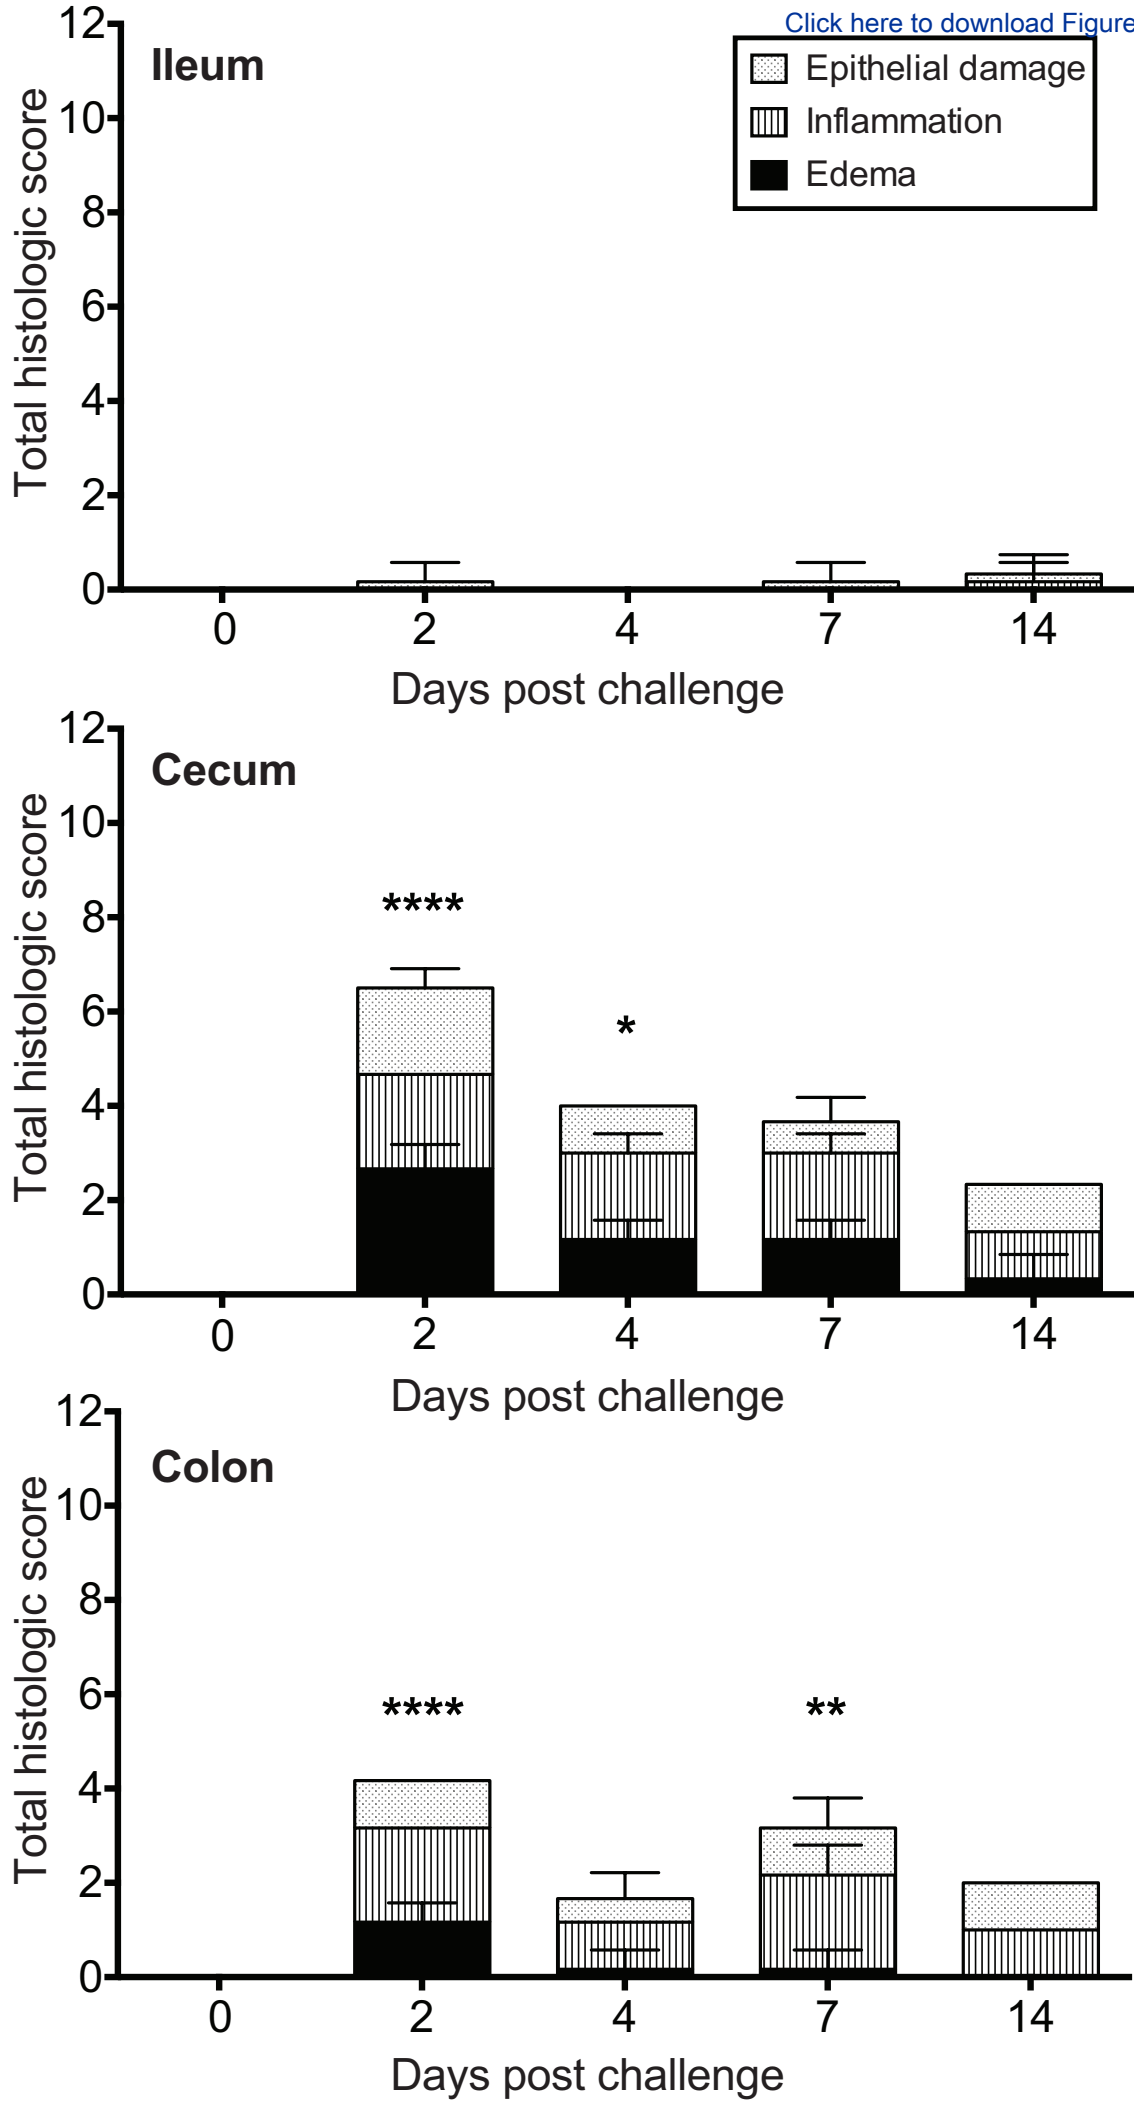 Click here to download Figure
12
Ileum
Epithelial damage
Inflammation
Edema
10
8
6
4
2
0
Total histologic score
0 2 4 7 14
Days post challenge
12
Cecum
10
8
6
4
2
0
Total histologic score
****
*
0 2 4 7 14
Days post challenge
12
Colon
10
8
6
4
2
0
Total histologic score
**** **
0 2 4 7 14
Days post challenge